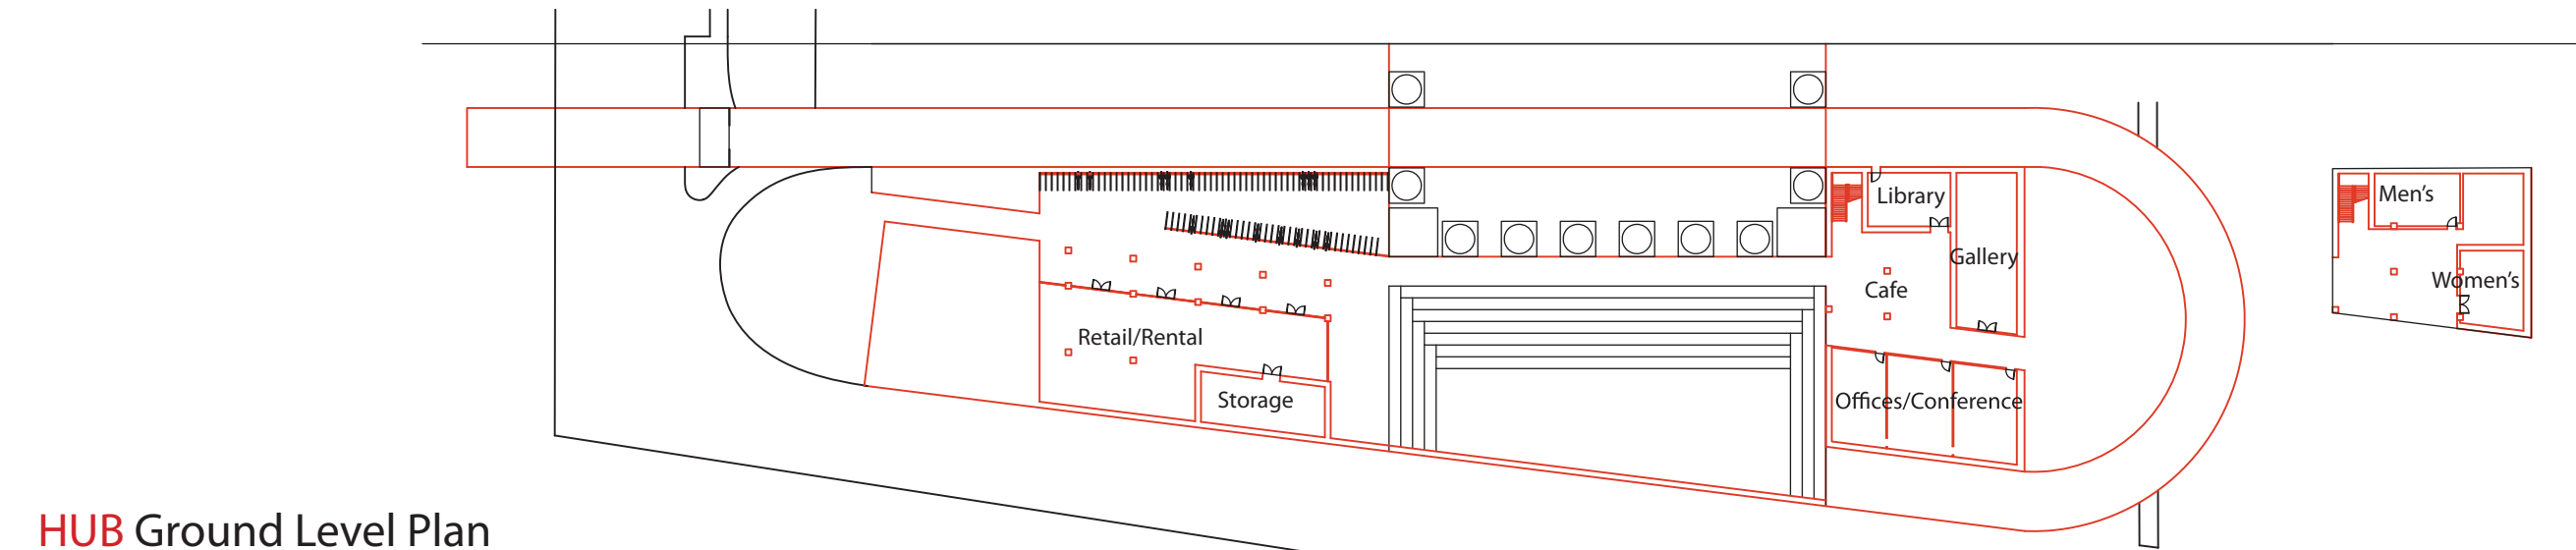 Library
Men's
Gallery
Women's
Cafe
Retail/Rental
Storage
Offices/Conference
HUB Ground Level Plan